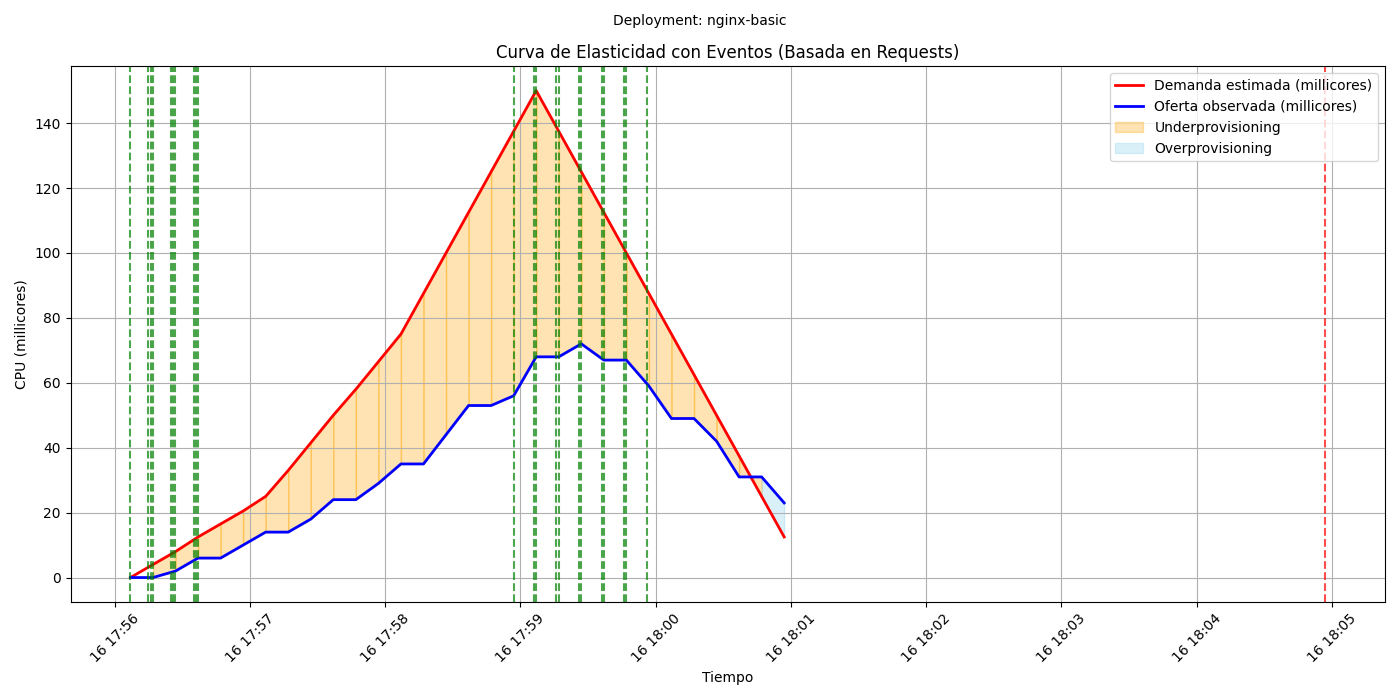 Deployment: nginx-basic
Curva de Elasticidad con Eventos (Basada en Requests)
Demanda estimada (millicores)
Oferta observada (millicores)
Underprovisioning
Overprovisioning
CPU (millicores)
140
120
100
80
60
40
20
0
16 17:56
16 17:57
16 17:58
16 17:59
16 18:00
16 18:01
16 18:02
16 18:03
16 18:04
16 18:05
Tiempo